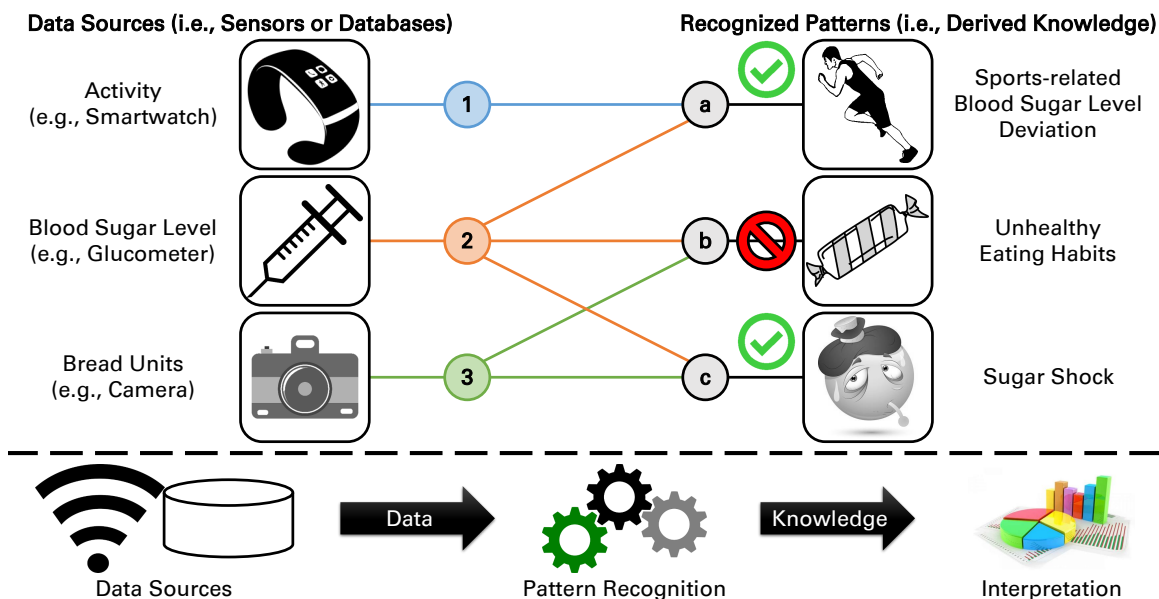 Data Sources (i.e., Sensors or Databases)
Recognized Patterns (i.e., Derived Knowledge)
Activity
(e.g., Smartwatch)
1
a
Sports-related
Blood Sugar Level
Deviation
Blood Sugar Level
(e.g., Glucometer)
2
b
Unhealthy
Eating Habits
Bread Units
(e.g., Camera)
3
c
Sugar Shock
Data
Knowledge
Data Sources
Pattern Recognition
Interpretation